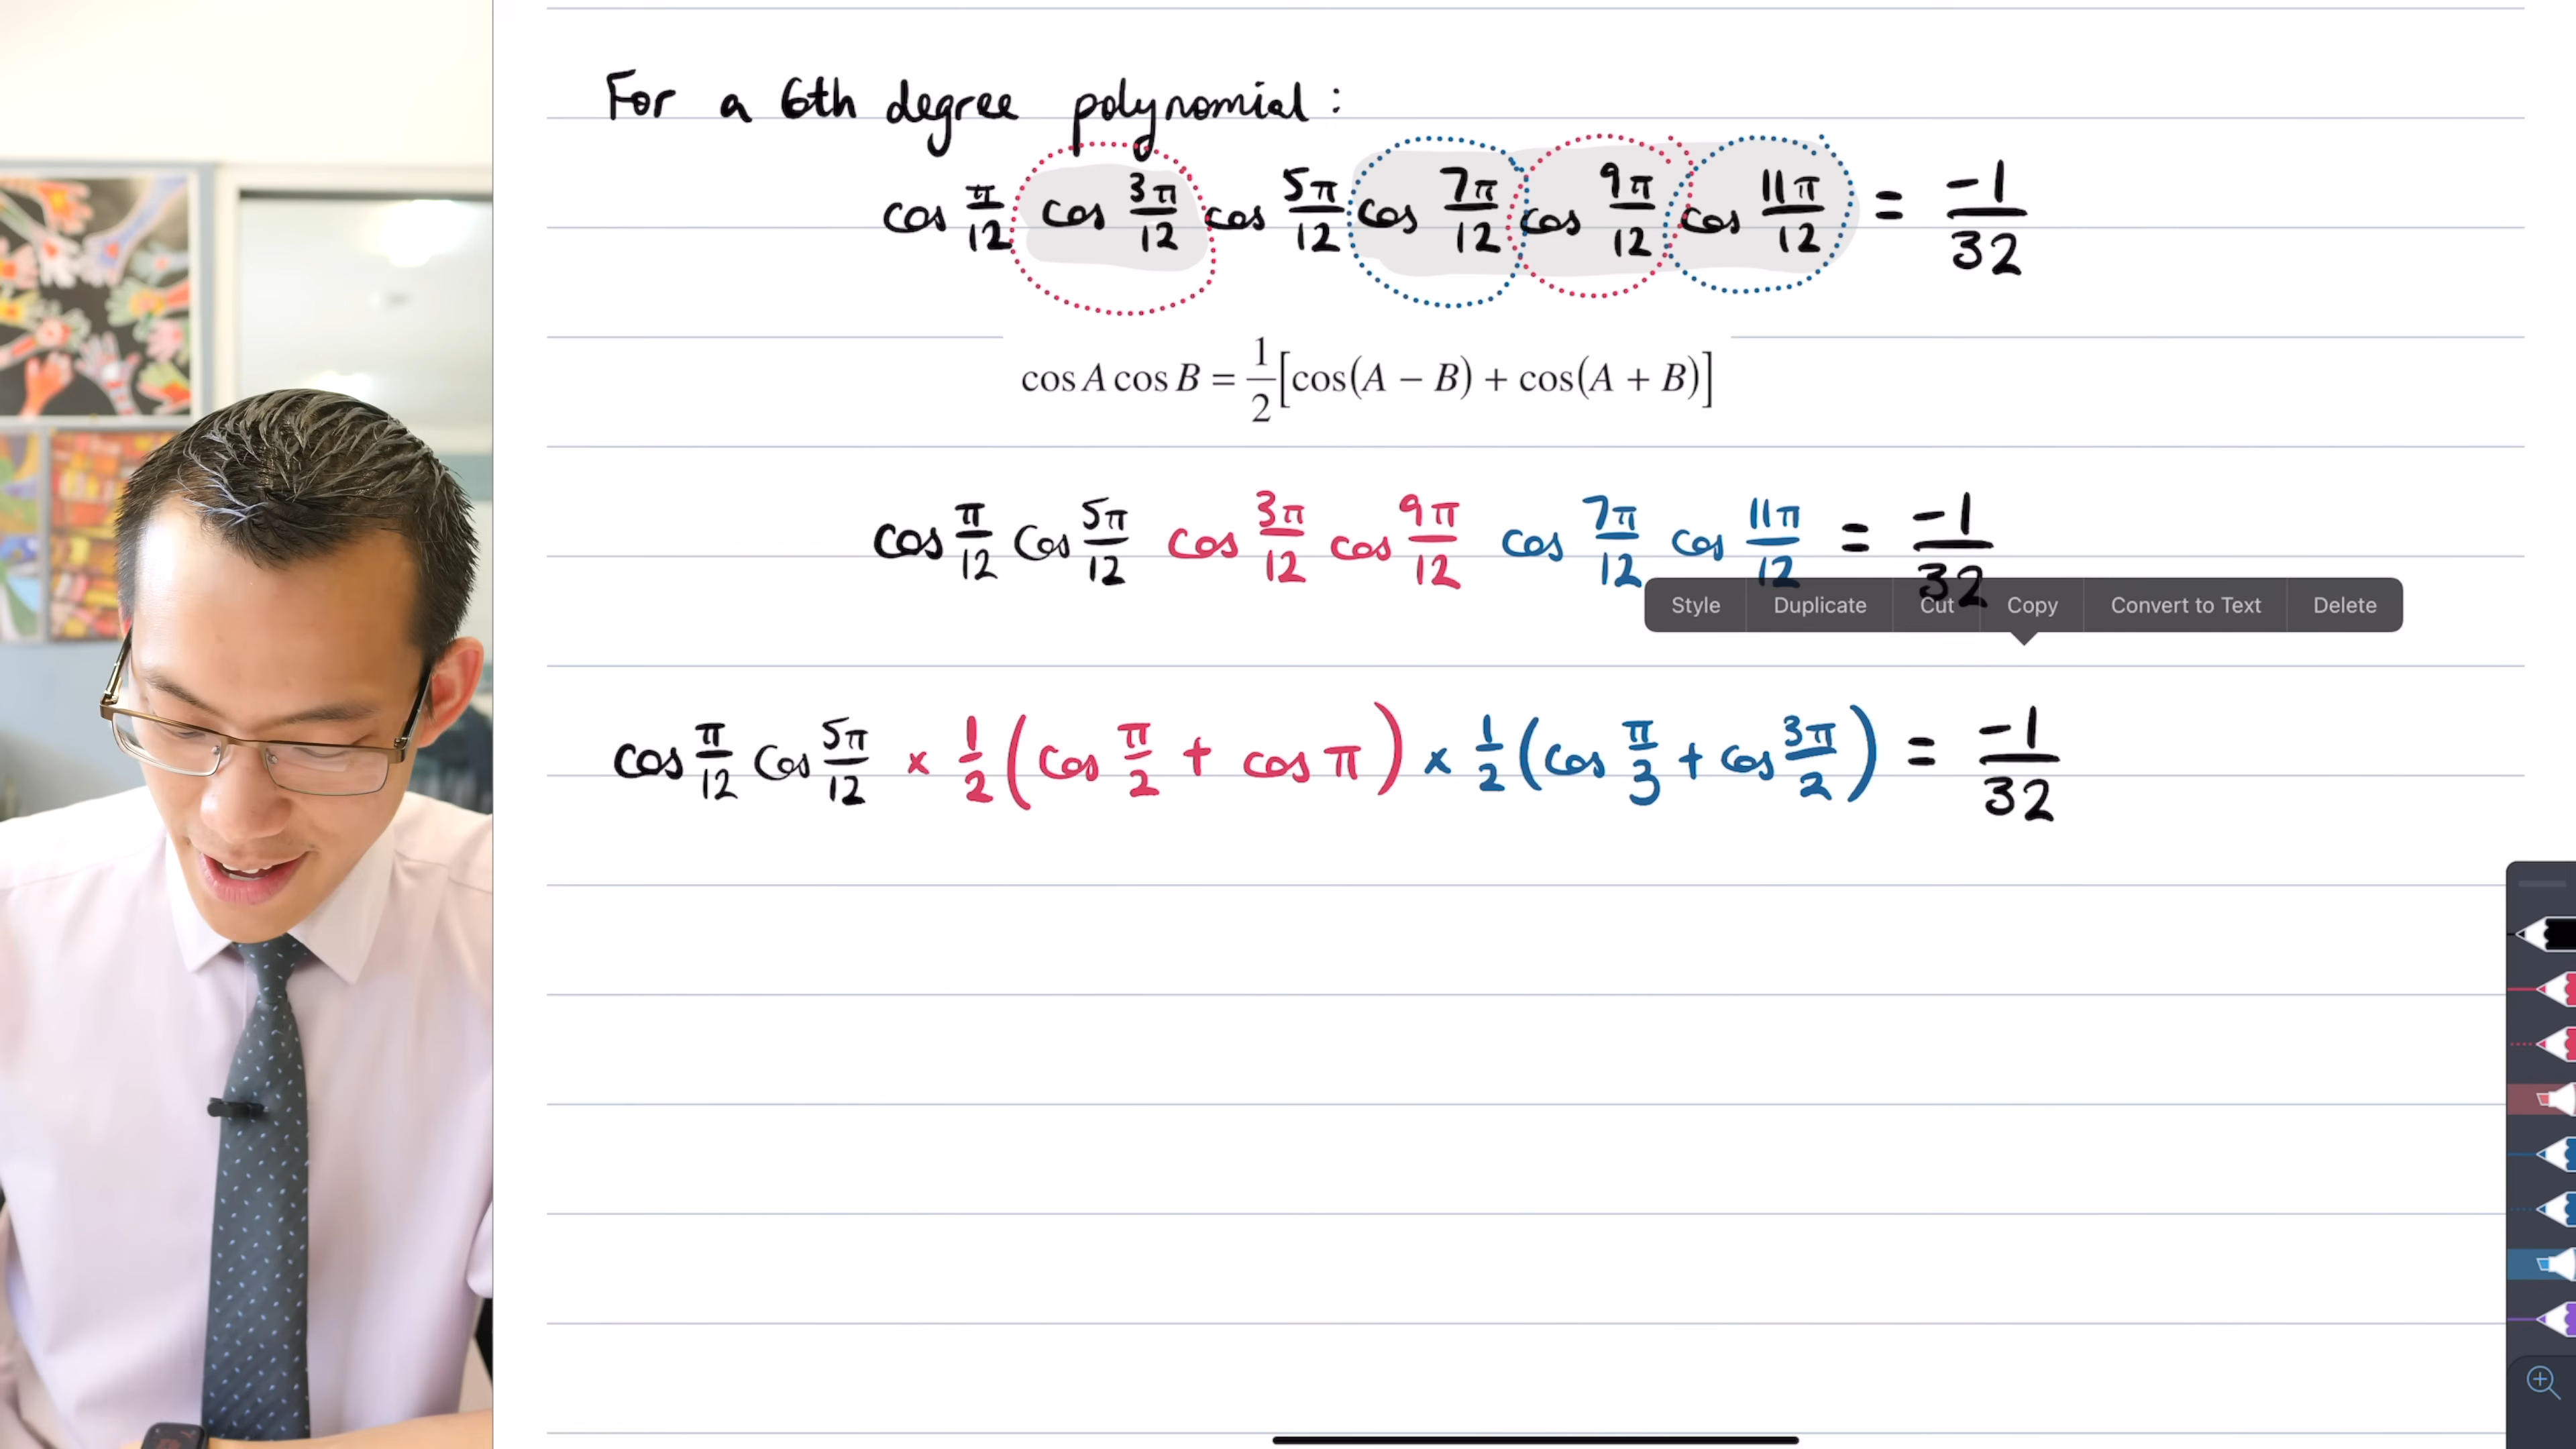 For a 6th degree polynomial:
cos π/12 cos 3π/12 cos 5π/12 cos 7π/12 cos 9π/12 cos 11π/12 = -1/32
cos A cos B = 1/2 [cos(A − B) + cos(A + B)]
cos π/12 cos 5π/12 cos 3π/12 cos 9π/12 cos 7π/12 cos 11π/12 = -1/32
Style Duplicate Cut Copy Convert to Text Delete
cos π/12 cos 5π/12 × 1/2 (cos π/2 + cos π) × 1/2 (cos π/3 + cos 3π/2) = -1/32